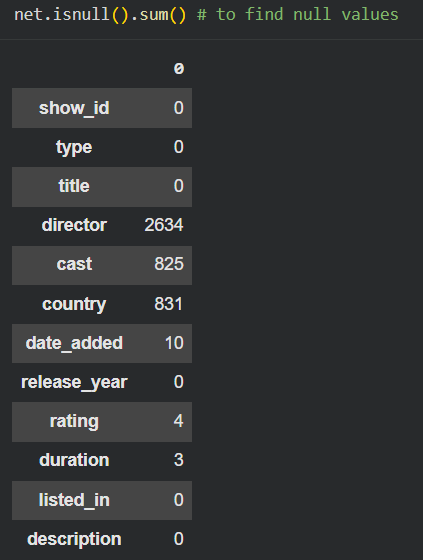 net.isnull().sum() # to find null values
0
show_id 0
type 0
title 0
director 2634
cast 825
country 831
date_added 10
release_year 0
rating 4
duration 3
listed_in 0
description 0